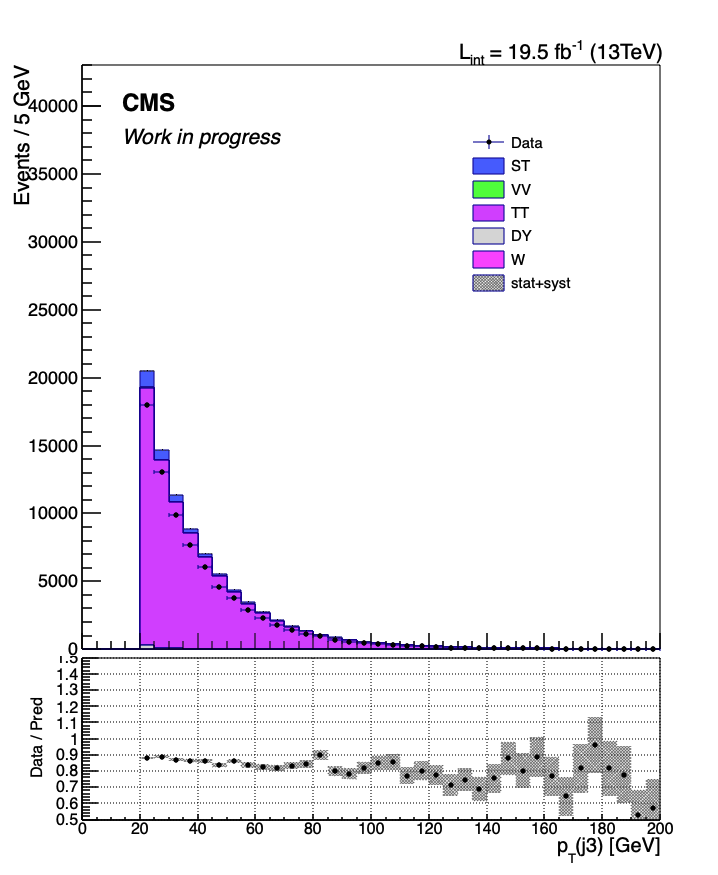 L_int = 19.5 fb⁻¹ (13TeV)
Events / 5 GeV
CMS
Work in progress
40000
35000
30000
25000
20000
15000
10000
5000
0
Data
ST
VV
TT
DY
W
stat+syst
Data / Pred
1.5
1.4
1.3
1.2
1.1
1
0.9
0.8
0.7
0.6
0.5
0 20 40 60 80 100 120 140 160 180 200
p_T(j3) [GeV]